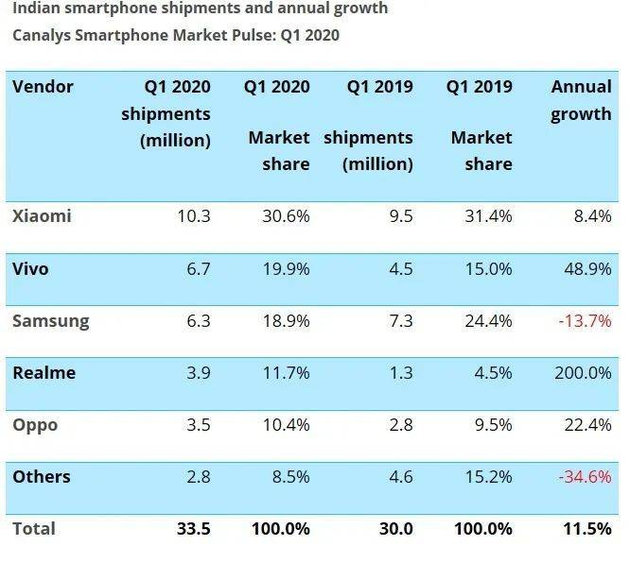 Indian smartphone shipments and annual growth
Canalys Smartphone Market Pulse: Q1 2020
Vendor Q1 2020 Q1 2020 Q1 2019 Q1 2019 Annual
shipments growth
(million) Market shipments Market
share (million) share
Xiaomi 10.3 30.6% 9.5 31.4% 8.4%
Vivo 6.7 19.9% 4.5 15.0% 48.9%
Samsung 6.3 18.9% 7.3 24.4% -13.7%
Realme 3.9 11.7% 1.3 4.5% 200.0%
Oppo 3.5 10.4% 2.8 9.5% 22.4%
Others 2.8 8.5% 4.6 15.2% -34.6%
Total 33.5 100.0% 30.0 100.0% 11.5%